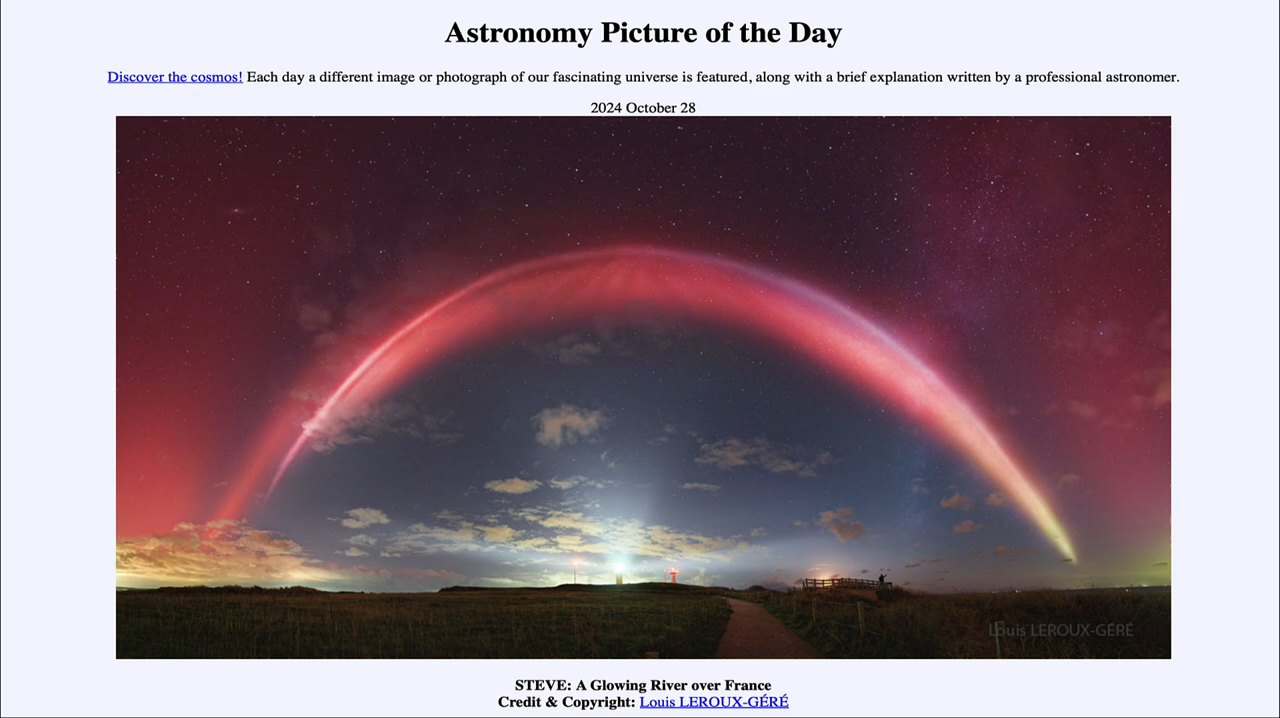 Astronomy Picture of the Day
Discover the cosmos! Each day a different image or photograph of our fascinating universe is featured, along with a brief explanation written by a professional astronomer.
2024 October 28
Louis LEROUX-GÉRÉ
STEVE: A Glowing River over France
Credit & Copyright: Louis LEROUX-GÉRÉ